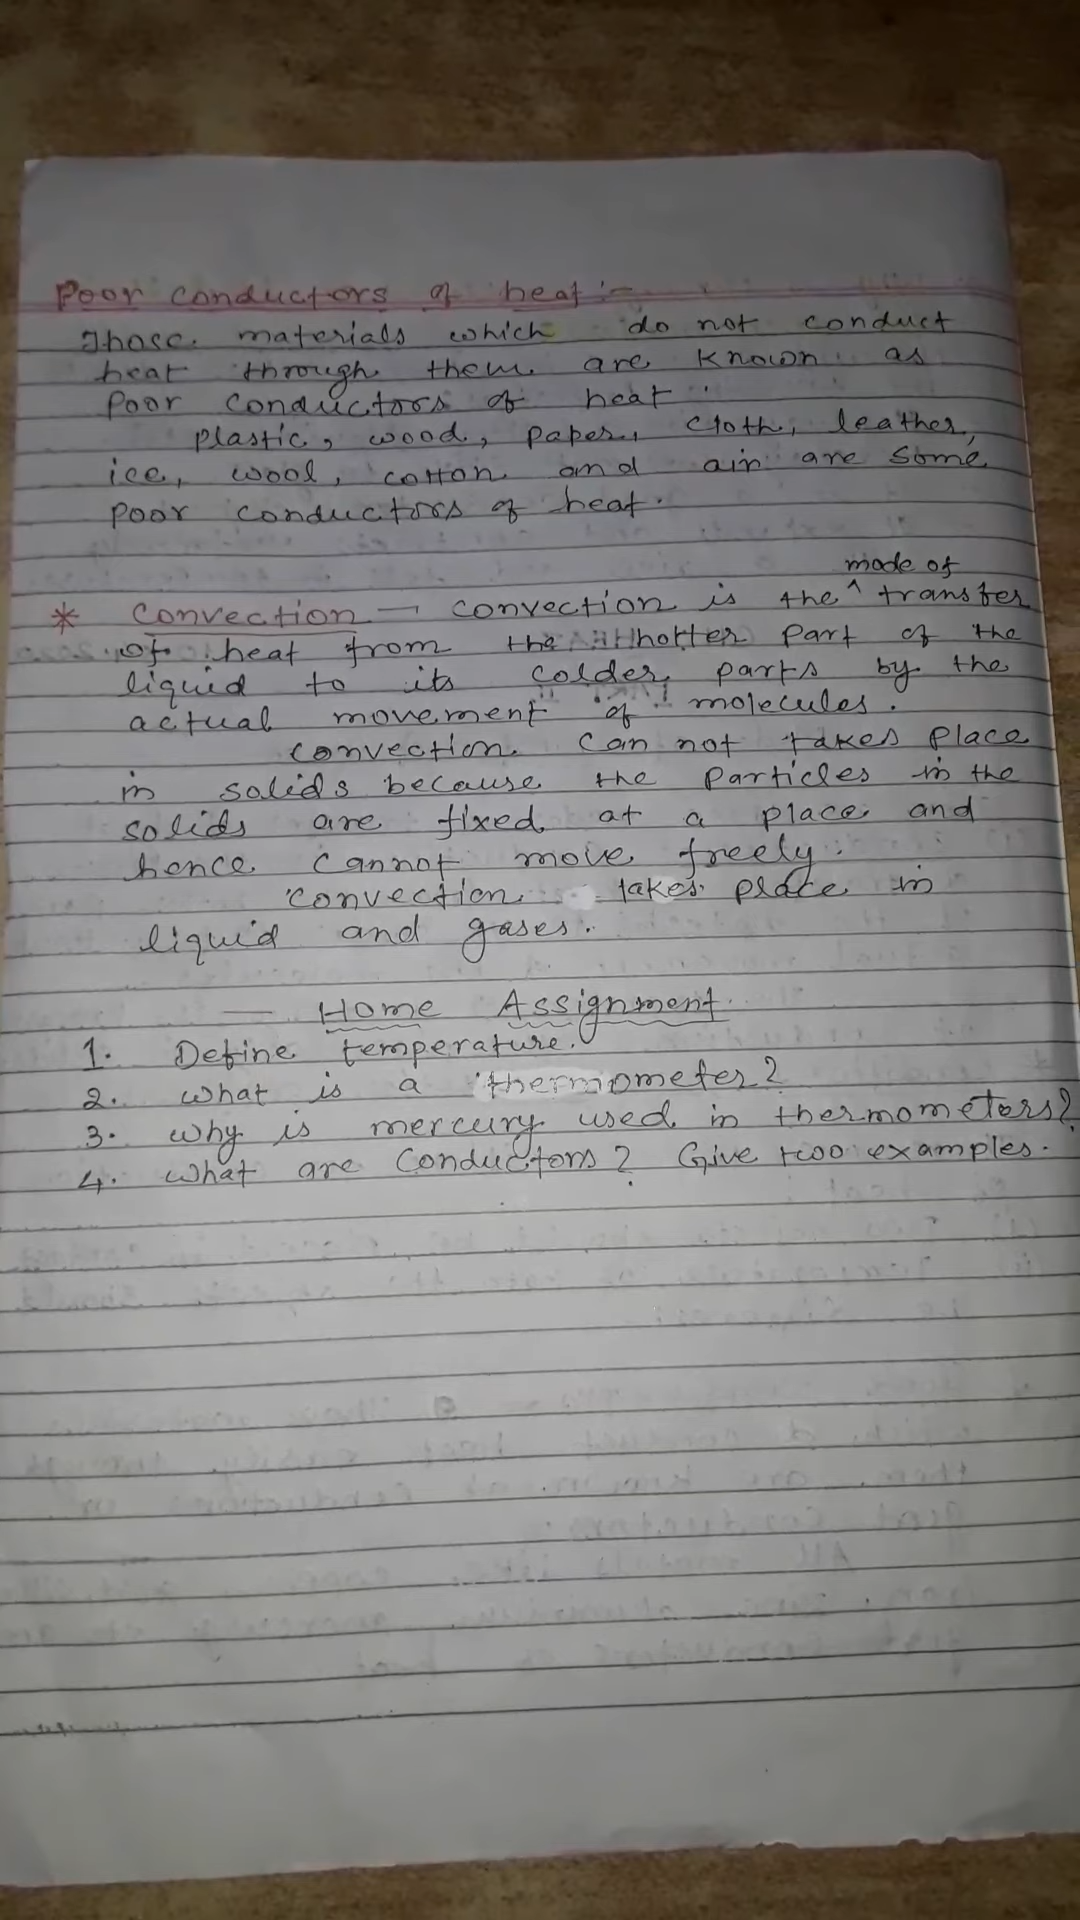 Poor conductors of heat :-
Those materials which do not conduct
heat through them are known as
Poor conductors of heat.
plastic, wood, paper, cloth, leather,
ice, wool, cotton and air are some
poor conductors of heat.
mode of
* Convection - convection is the ^ transfer
of heat from the hotter part of the
liquid to its colder parts by the
actual movement of molecules.
convection can not takes place
in solids because the particles in the
solids are fixed at a place and
hence cannot move freely.
convection takes place in
liquid and gases.
Home Assignment.
1. Define temperature.
2. what is a thermometer?
3. why is mercury used in thermometers?
4. what are conductors? Give two examples.